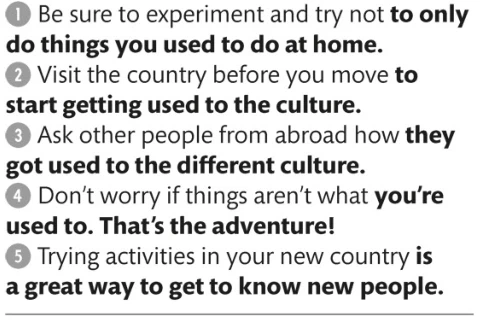 1 Be sure to experiment and try not to only
do things you used to do at home.
2 Visit the country before you move to
start getting used to the culture.
3 Ask other people from abroad how they
got used to the different culture.
4 Don't worry if things aren't what you're
used to. That's the adventure!
5 Trying activities in your new country is
a great way to get to know new people.